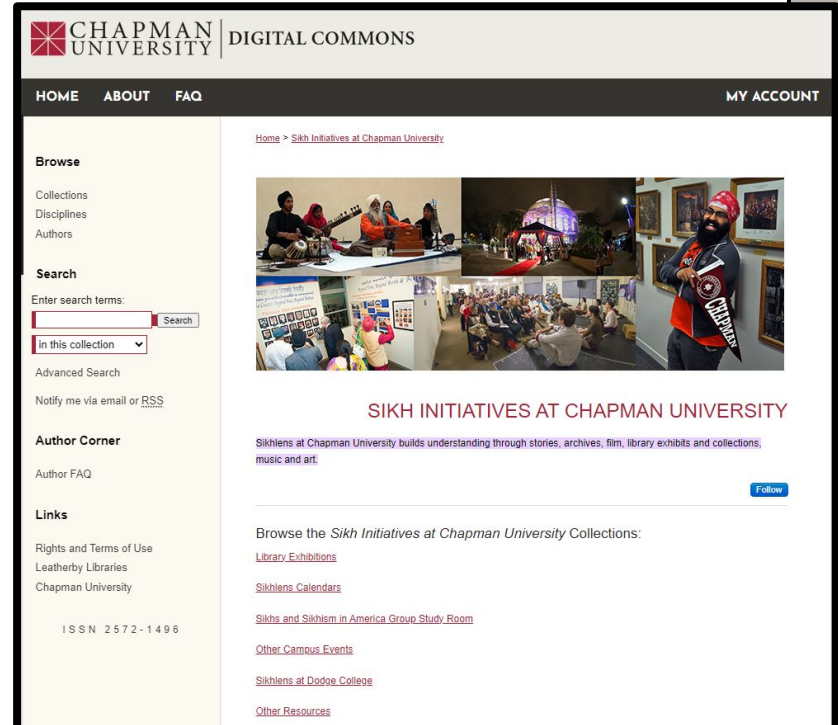 CHAPMAN UNIVERSITY
DIGITAL COMMONS
HOME ABOUT FAQ MY ACCOUNT
Home > Sikh Initiatives at Chapman University
Browse
Collections
Disciplines
Authors
Search
Enter search terms:
Search
in this collection
Advanced Search
Notify me via email or RSS
Author Corner
Author FAQ
Links
Rights and Terms of Use
Leatherby Libraries
Chapman University
ISSN 2572-1496
CHAPMAN
SIKH INITIATIVES AT CHAPMAN UNIVERSITY
Sikhlens at Chapman University builds understanding through stories, archives, film, library exhibits and collections,
music and art.
Follow
Browse the Sikh Initiatives at Chapman University Collections:
Library Exhibitions
Sikhlens Calendars
Sikhs and Sikhism in America Group Study Room
Other Campus Events
Sikhlens at Dodge College
Other Resources